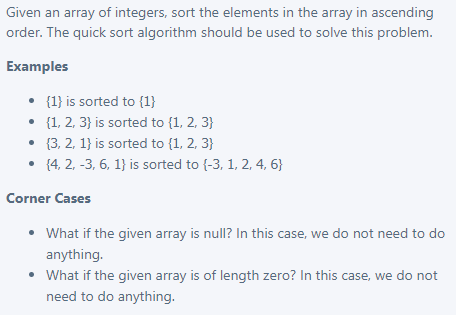 Given an array of integers, sort the elements in the array in ascending
order. The quick sort algorithm should be used to solve this problem.
Examples
• {1} is sorted to {1}
• {1, 2, 3} is sorted to {1, 2, 3}
• {3, 2, 1} is sorted to {1, 2, 3}
• {4, 2, -3, 6, 1} is sorted to {-3, 1, 2, 4, 6}
Corner Cases
• What if the given array is null? In this case, we do not need to do
anything.
• What if the given array is of length zero? In this case, we do not
need to do anything.